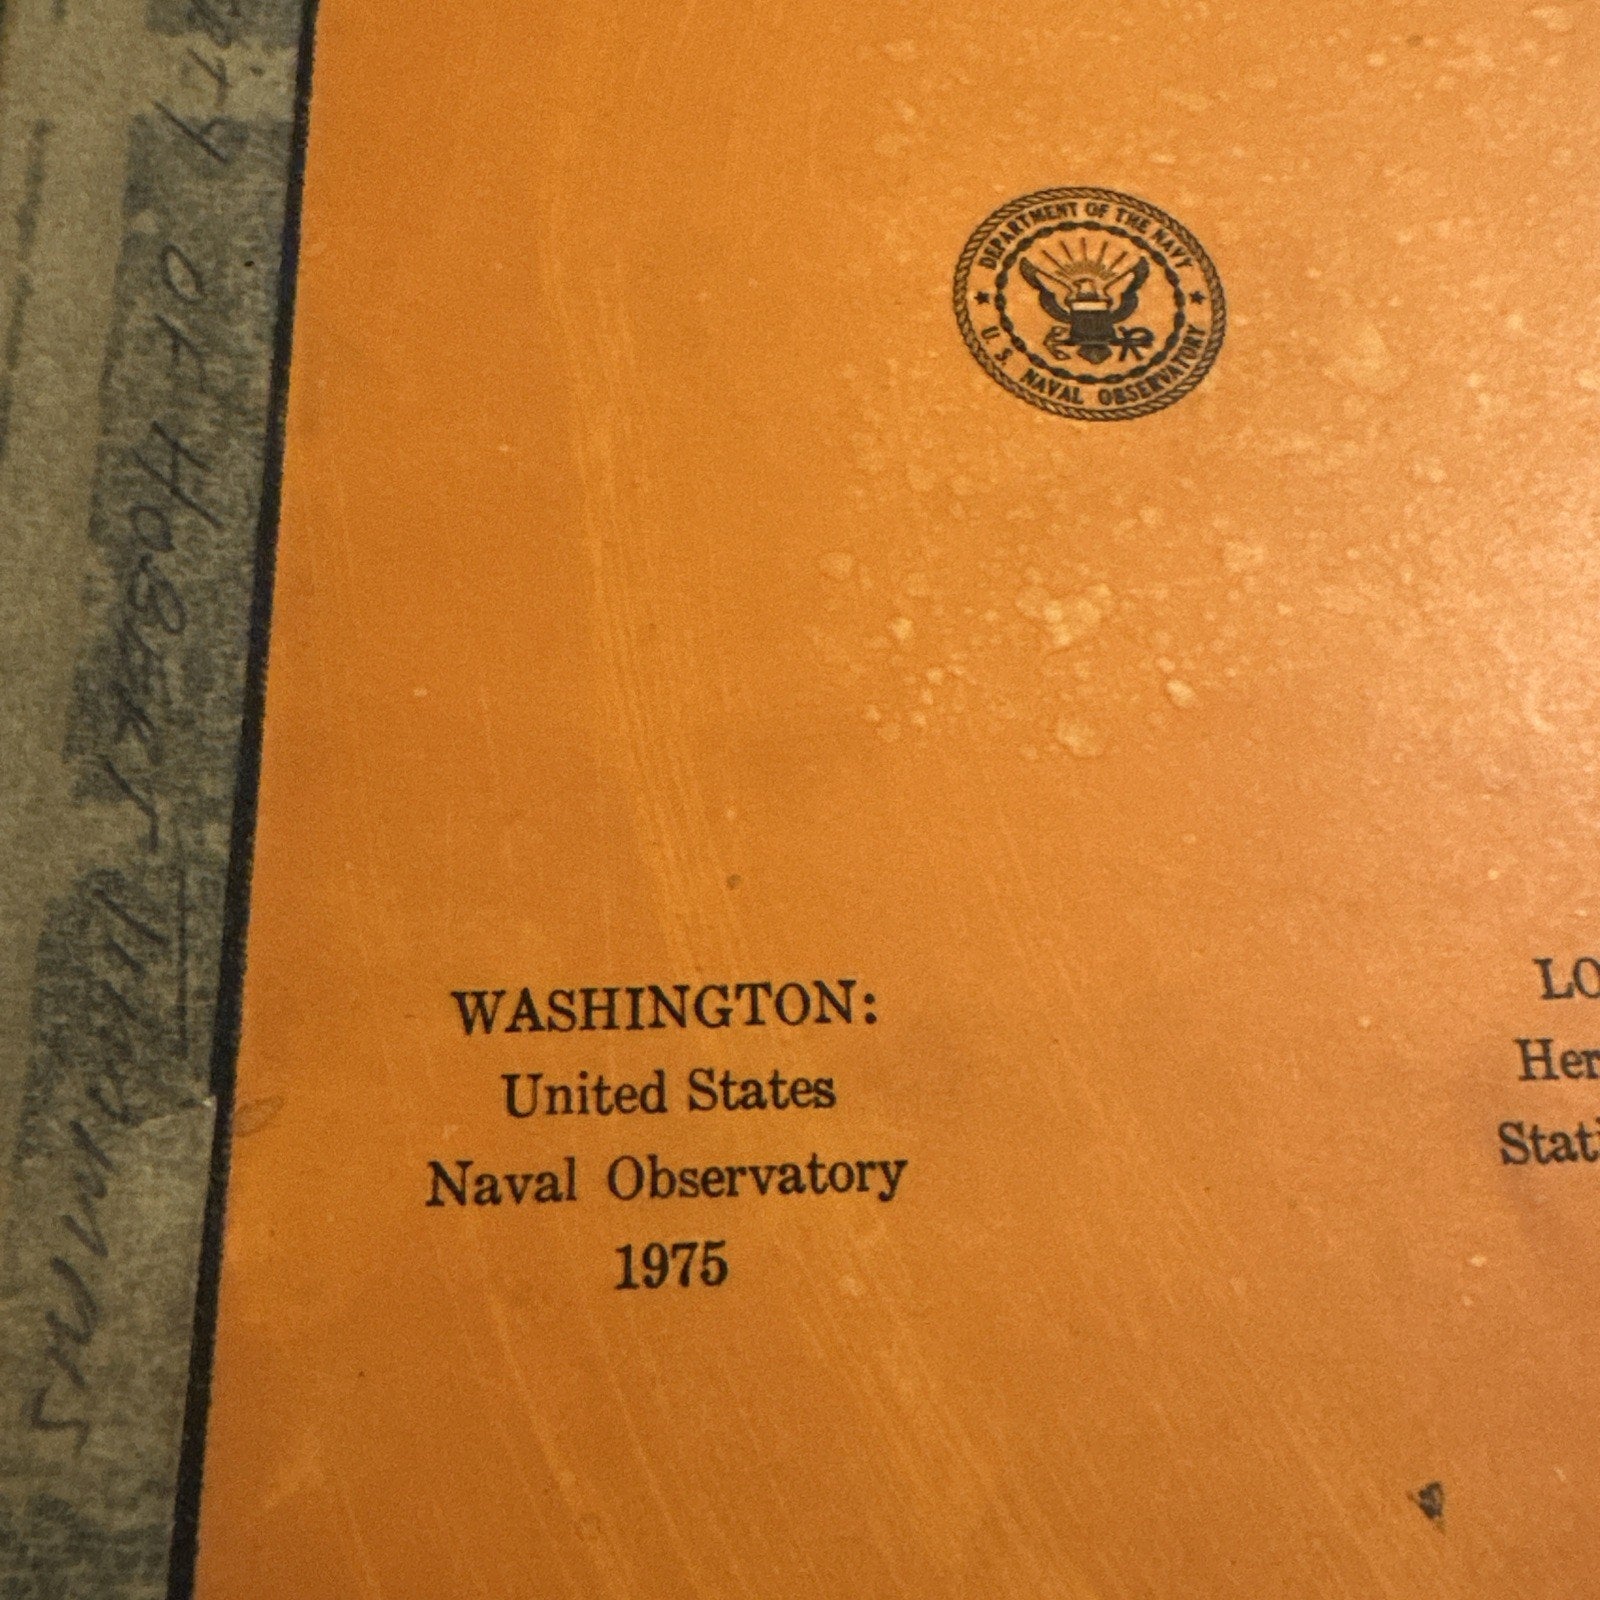 DEPARTMENT OF THE NAVY
U. S. NAVAL OBSERVATORY
WASHINGTON:
United States
Naval Observatory
1975
LO
Her
Stati